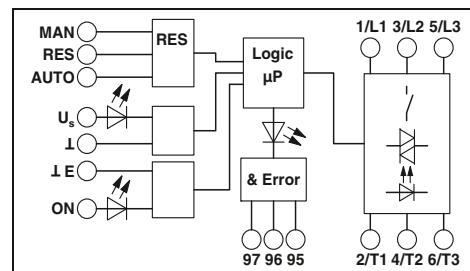 MAN
RES
AUTO
Us
⊥
⊥ E
ON
RES
Logic
µP
& Error
97 96 95
1/L1 3/L2 5/L3
2/T1 4/T2 6/T3